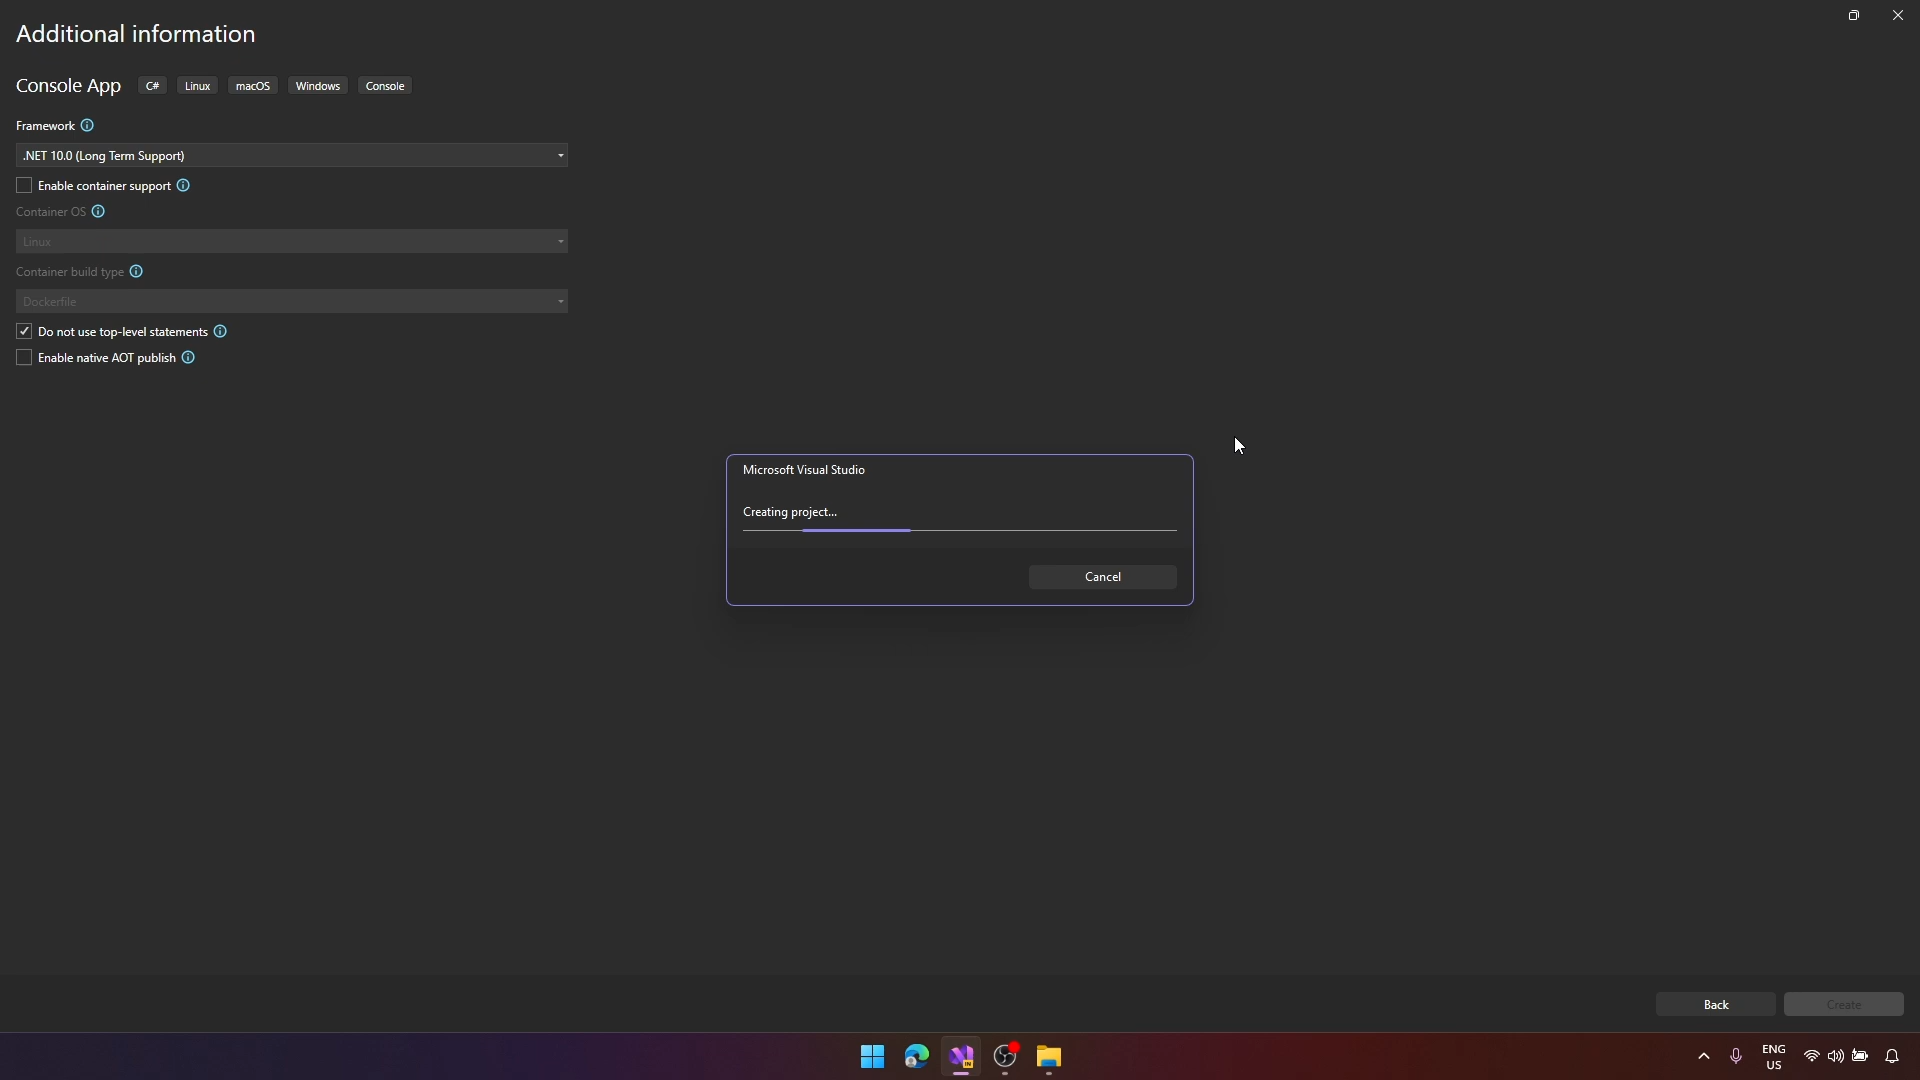 Additional information
Console App C# Linux macOS Windows Console
Framework
.NET 10.0 (Long Term Support)
Enable container support
Container OS
Linux
Container build type
Dockerfile
Do not use top-level statements
Enable native AOT publish
Microsoft Visual Studio
Creating project...
Cancel
Back Create
ENG
US